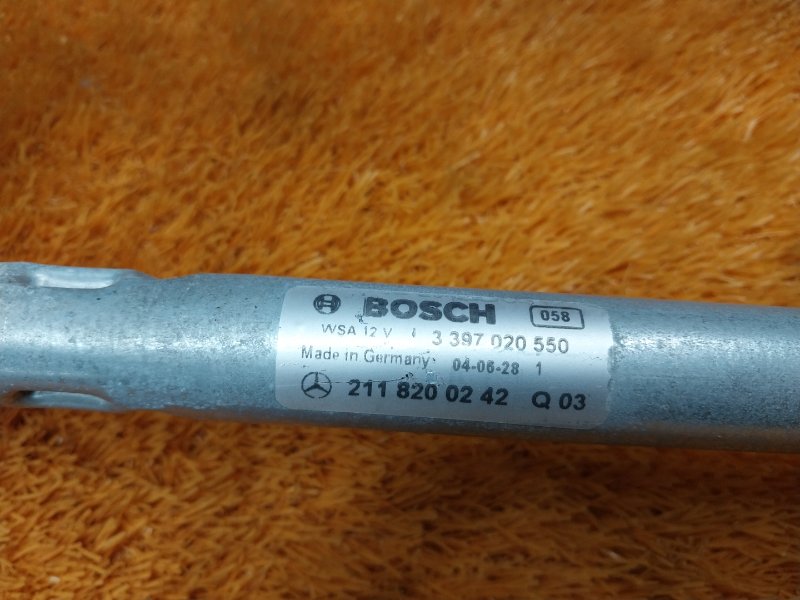 BOSCH 058
WSA 12 V 3 397 020 550
Made in Germany 04-06-28 1
211 820 02 42 Q 03